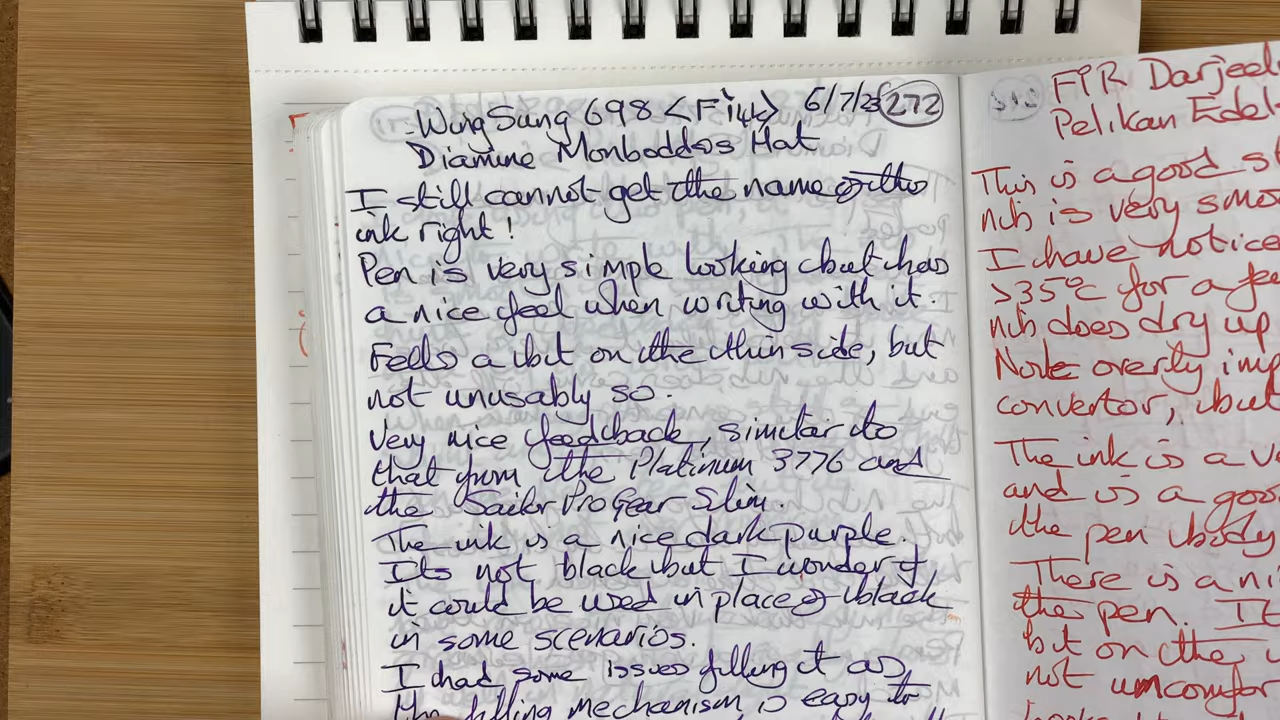 WingSung 698 <F 14k> 6/7/23 272
Diamine Monboddos Hat
I still cannot get the name of the
ink right!
Pen is very simple looking but has
a nice feel when writing with it.
Feels a bit on the thin side, but
not unusably so.
Very nice feedback, similar to
that from the Platinum 3776 and
the Sailor ProGear Slim.
The ink is a nice dark purple.
Its not black but I wonder if
it could be used in place of black
in some scenarios.
I had some issues filling it as
the filling mechanism is easy to
FPR Darjeel
Pelikan Edel
This is a good s
nib is very smo
I have notice
>35°C for a fe
nib does dry up
Note overly imp
convertor, but
The ink is a v
and is a good
the pen body
There is a ni
the pen. It
but on the
not uncomfor